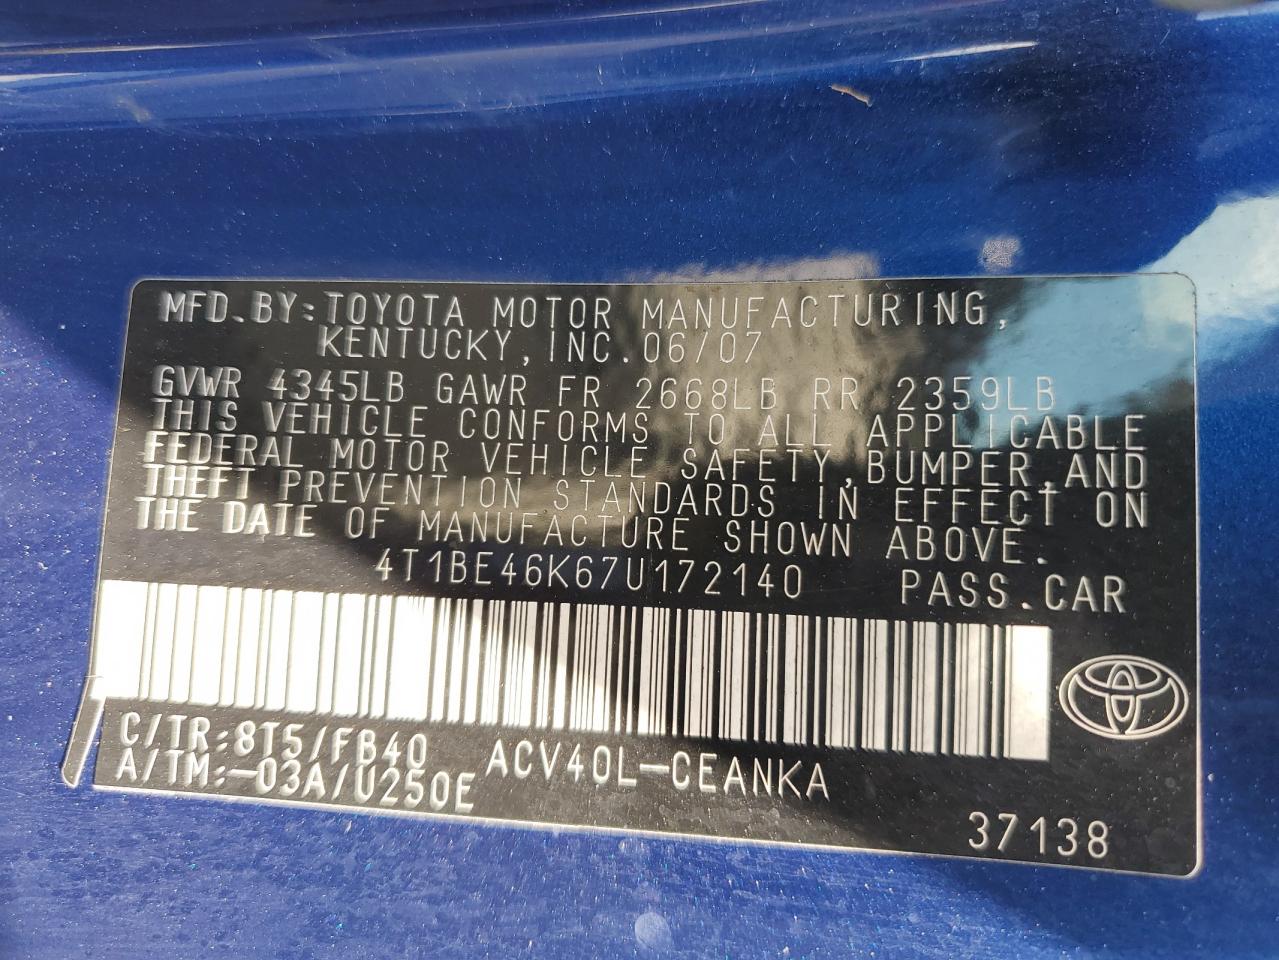 MFD.BY:TOYOTA MOTOR MANUFACTURING,
KENTUCKY,INC.06/07
GVWR 4345LB GAWR FR 2668LB RR 2359LB
THIS VEHICLE CONFORMS TO ALL APPLICABLE
FEDERAL MOTOR VEHICLE SAFETY,BUMPER,AND
THEFT PREVENTION STANDARDS IN EFFECT ON
THE DATE OF MANUFACTURE SHOWN ABOVE.
4T1BE46K67U172140 PASS.CAR
C/TR:8T5/FB40 ACV40L-CEANKA
A/TM:-03A/U250E
37138